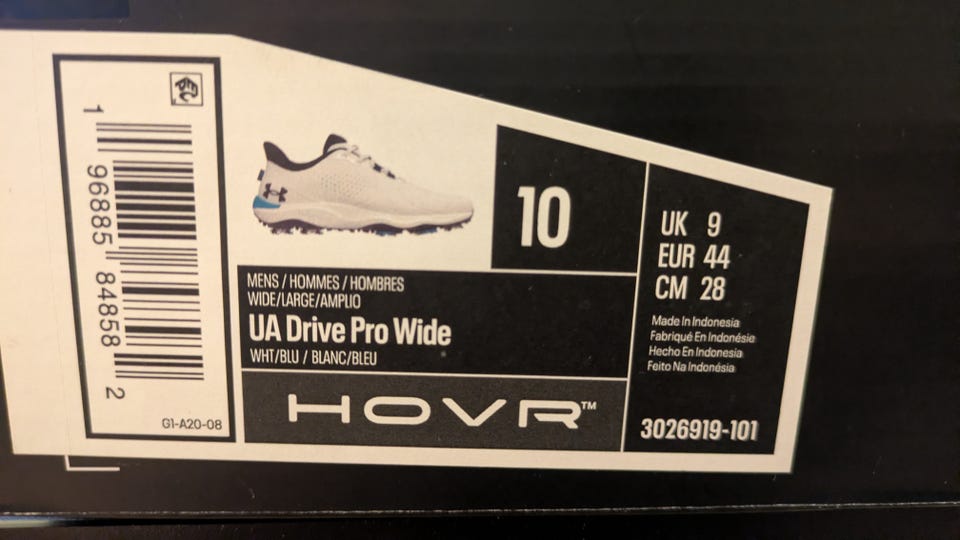 1 96885 84858 2
G1-A20-08
10
MENS / HOMMES / HOMBRES
WIDE/LARGE/AMPLIO
UA Drive Pro Wide
WHT/BLU / BLANC/BLEU
HOVR™
UK 9
EUR 44
CM 28
Made In Indonesia
Fabriqué En Indonésie
Hecho En Indonesia
Feito Na Indonésia
3026919-101